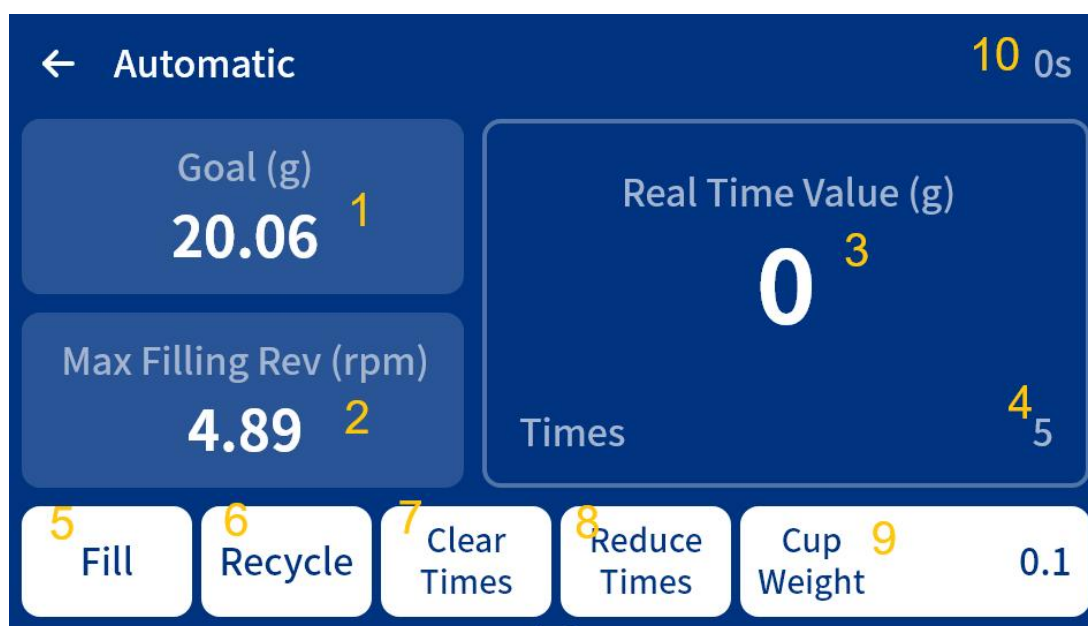 ← Automatic
10 0s
Goal (g)
20.06 1
Max Filling Rev (rpm)
4.89 2
Real Time Value (g)
0 3
Times 4 5
5 Fill
6 Recycle
7 Clear
Times
8 Reduce
Times
Cup 9
Weight
0.1